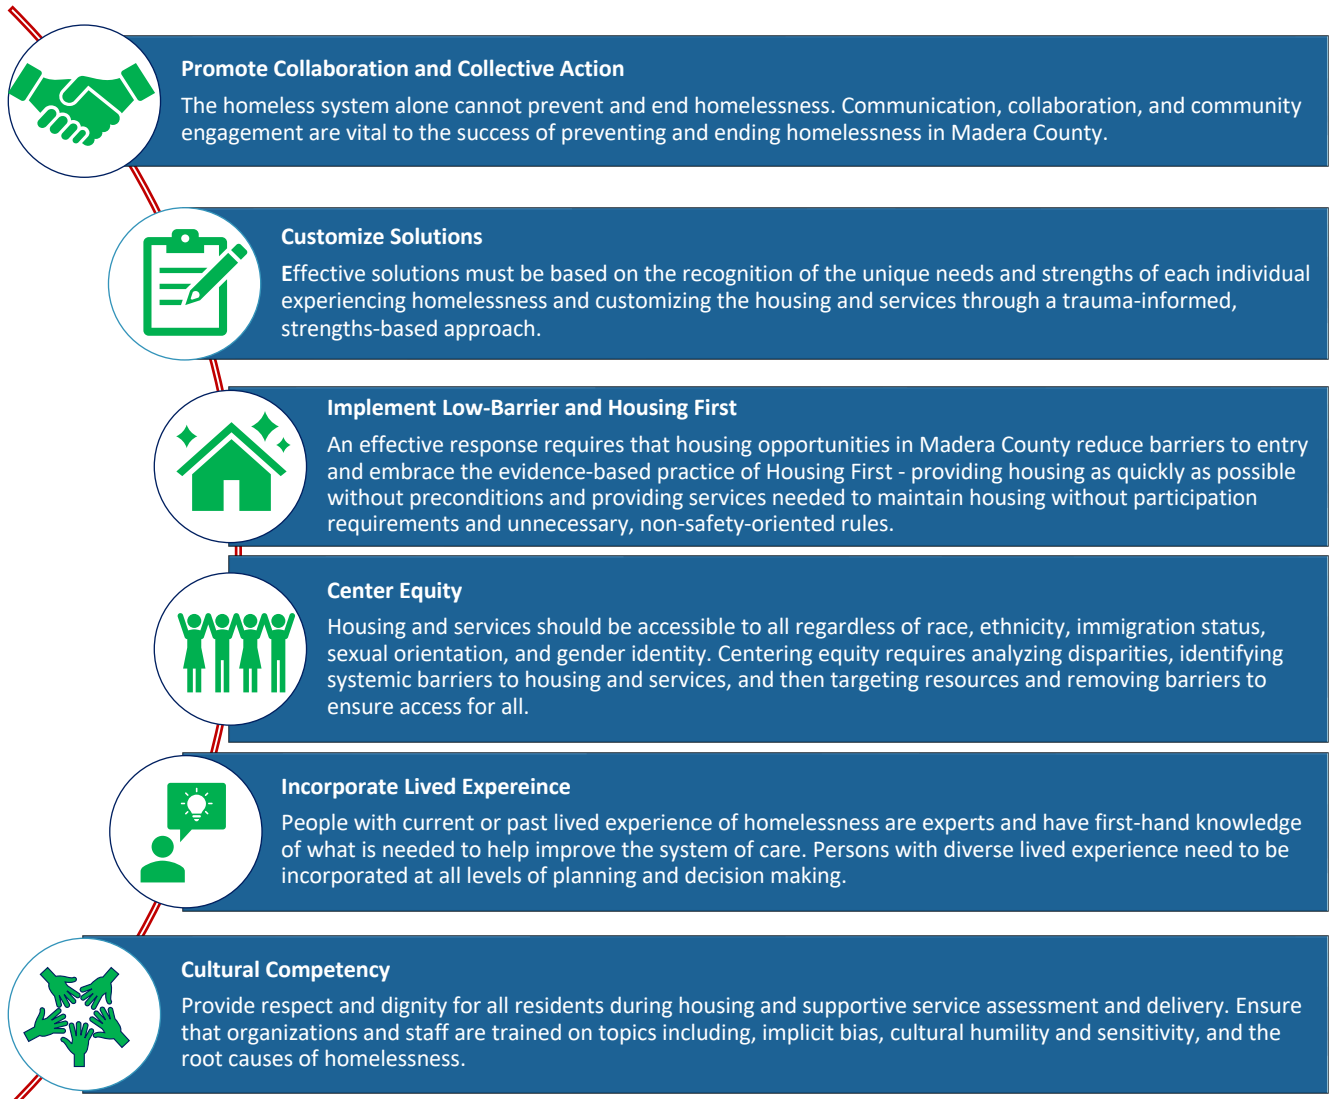 Promote Collaboration and Collective Action
The homeless system alone cannot prevent and end homelessness. Communication, collaboration, and community
engagement are vital to the success of preventing and ending homelessness in Madera County.
Customize Solutions
Effective solutions must be based on the recognition of the unique needs and strengths of each individual
experiencing homelessness and customizing the housing and services through a trauma-informed,
strengths-based approach.
Implement Low-Barrier and Housing First
An effective response requires that housing opportunities in Madera County reduce barriers to entry
and embrace the evidence-based practice of Housing First - providing housing as quickly as possible
without preconditions and providing services needed to maintain housing without participation
requirements and unnecessary, non-safety-oriented rules.
Center Equity
Housing and services should be accessible to all regardless of race, ethnicity, immigration status,
sexual orientation, and gender identity. Centering equity requires analyzing disparities, identifying
systemic barriers to housing and services, and then targeting resources and removing barriers to
ensure access for all.
Incorporate Lived Expereince
People with current or past lived experience of homelessness are experts and have first-hand knowledge
of what is needed to help improve the system of care. Persons with diverse lived experience need to be
incorporated at all levels of planning and decision making.
Cultural Competency
Provide respect and dignity for all residents during housing and supportive service assessment and delivery. Ensure
that organizations and staff are trained on topics including, implicit bias, cultural humility and sensitivity, and the
root causes of homelessness.